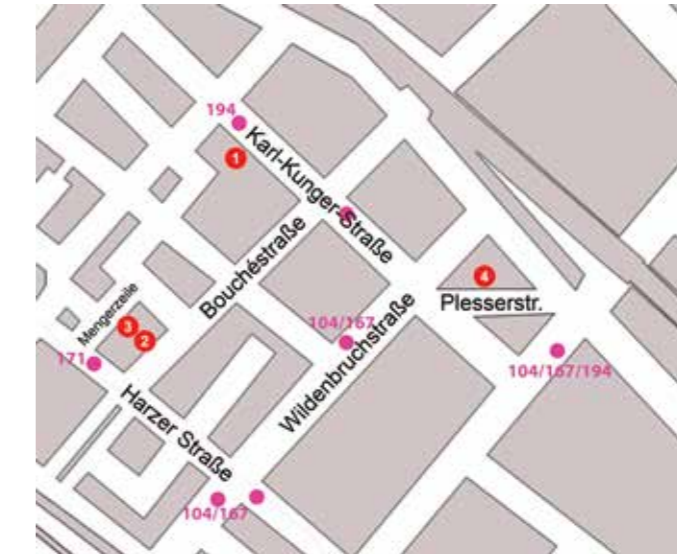 194
1
Karl-Kunger-Straße
Bouchéstraße
4
Plesserstr.
Mengerzeile
3
2
104/167
Wildenbruchstraße
171
104/167/194
Harzer Straße
104/167